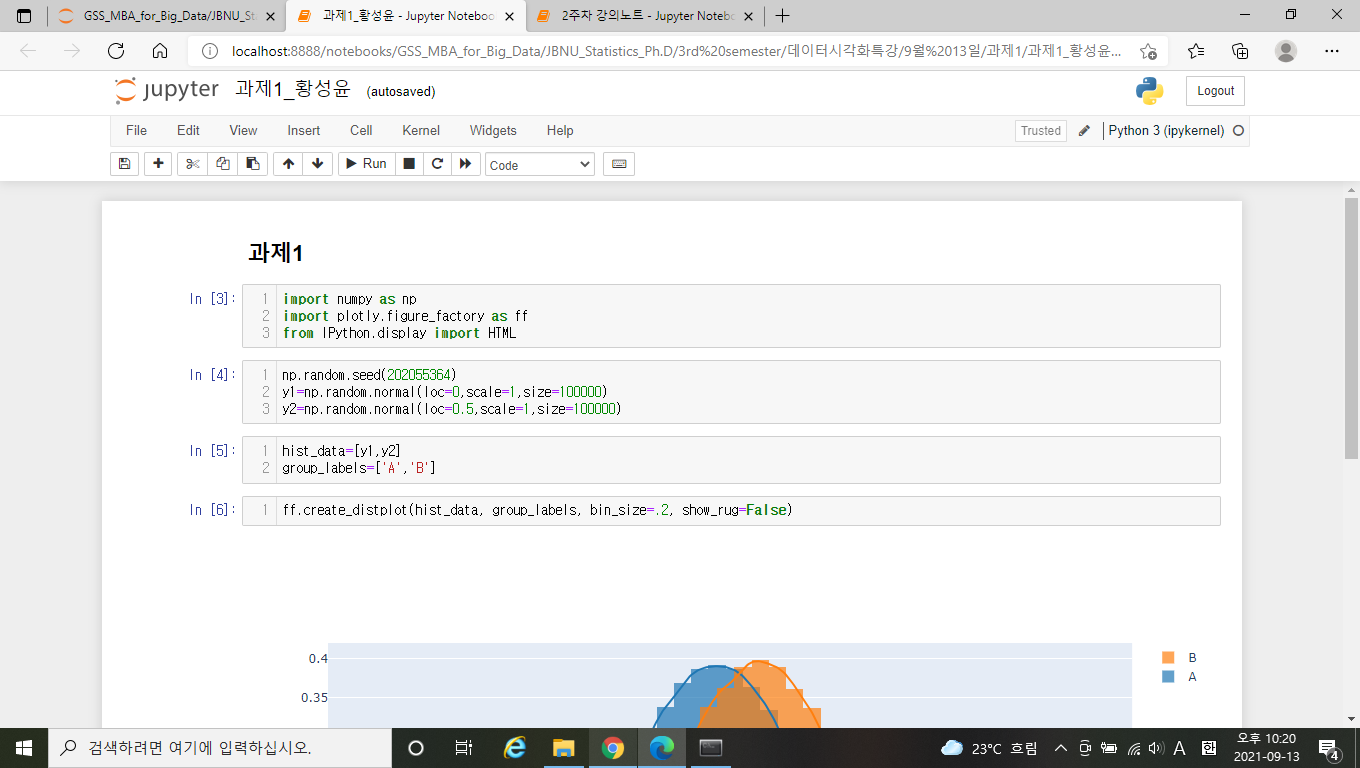 GSS_MBA_for_Big_Data/JBNU_St
과제1_황성윤 - Jupyter Noteboo
2주차 강의노트 - Jupyter Noteb
localhost:8888/notebooks/GSS_MBA_for_Big_Data/JBNU_Statistics_Ph.D/3rd%20semester/데이터시각화특강/9월%2013일/과제1/과제1_황성윤...
jupyter 과제1_황성윤 (autosaved)
Logout
File Edit View Insert Cell Kernel Widgets Help
Trusted Python 3 (ipykernel)
Run Code
과제1
In [3]:
1 import numpy as np
2 import plotly.figure_factory as ff
3 from IPython.display import HTML
In [4]:
1 np.random.seed(202055364)
2 y1=np.random.normal(loc=0,scale=1,size=100000)
3 y2=np.random.normal(loc=0.5,scale=1,size=100000)
In [5]:
1 hist_data=[y1,y2]
2 group_labels=['A','B']
In [6]:
1 ff.create_distplot(hist_data, group_labels, bin_size=.2, show_rug=False)
0.4
0.35
B
A
검색하려면 여기에 입력하십시오.
23°C 흐림
A 한
오후 10:20
2021-09-13
4